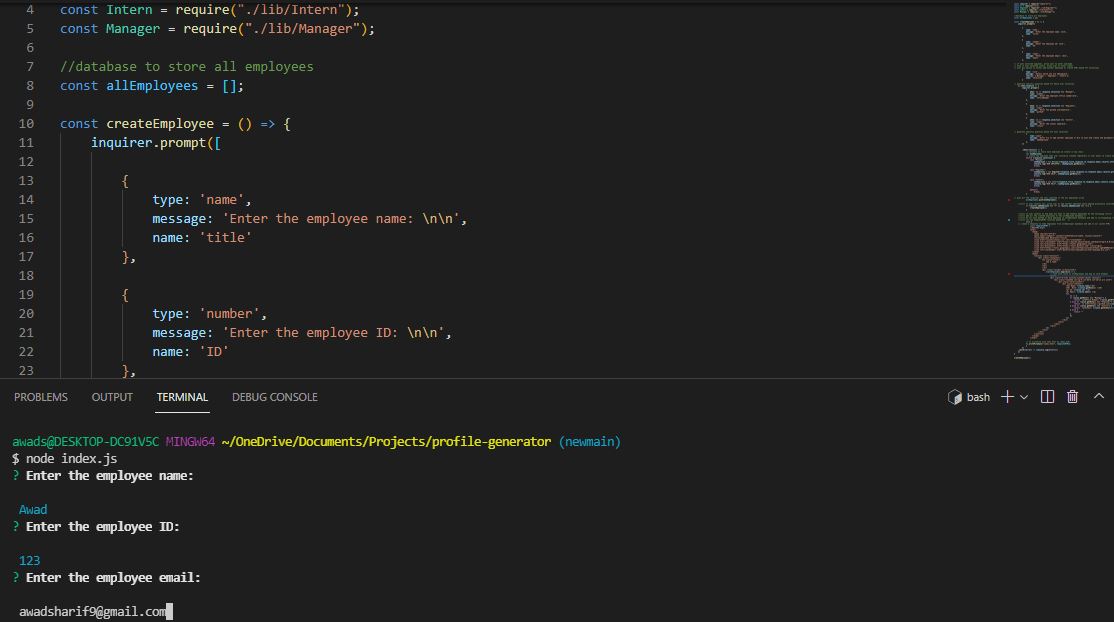 4 const Intern = require("./lib/Intern");
5 const Manager = require("./lib/Manager");
6
7 //database to store all employees
8 const allEmployees = [];
9
10 const createEmployee = () => {
11 inquirer.prompt([
12
13 {
14 type: 'name',
15 message: 'Enter the employee name: \n\n',
16 name: 'title'
17 },
18
19 {
20 type: 'number',
21 message: 'Enter the employee ID: \n\n',
22 name: 'ID'
23 },
PROBLEMS OUTPUT TERMINAL DEBUG CONSOLE bash
awads@DESKTOP-DC91V5C MINGW64 ~/OneDrive/Documents/Projects/profile-generator (newmain)
$ node index.js
? Enter the employee name:
Awad
? Enter the employee ID:
123
? Enter the employee email:
awadsharif9@gmail.com